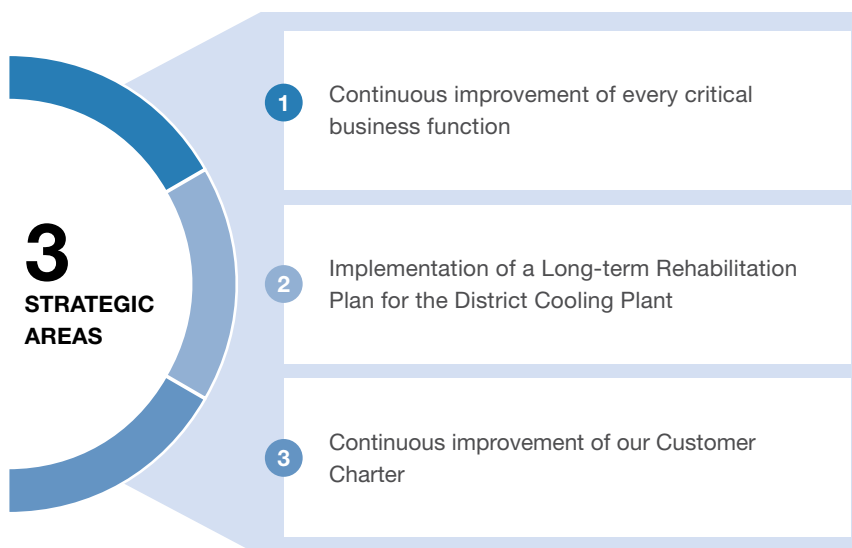 3
STRATEGIC
AREAS
1
Continuous improvement of every critical
business function
2
Implementation of a Long-term Rehabilitation
Plan for the District Cooling Plant
3
Continuous improvement of our Customer
Charter